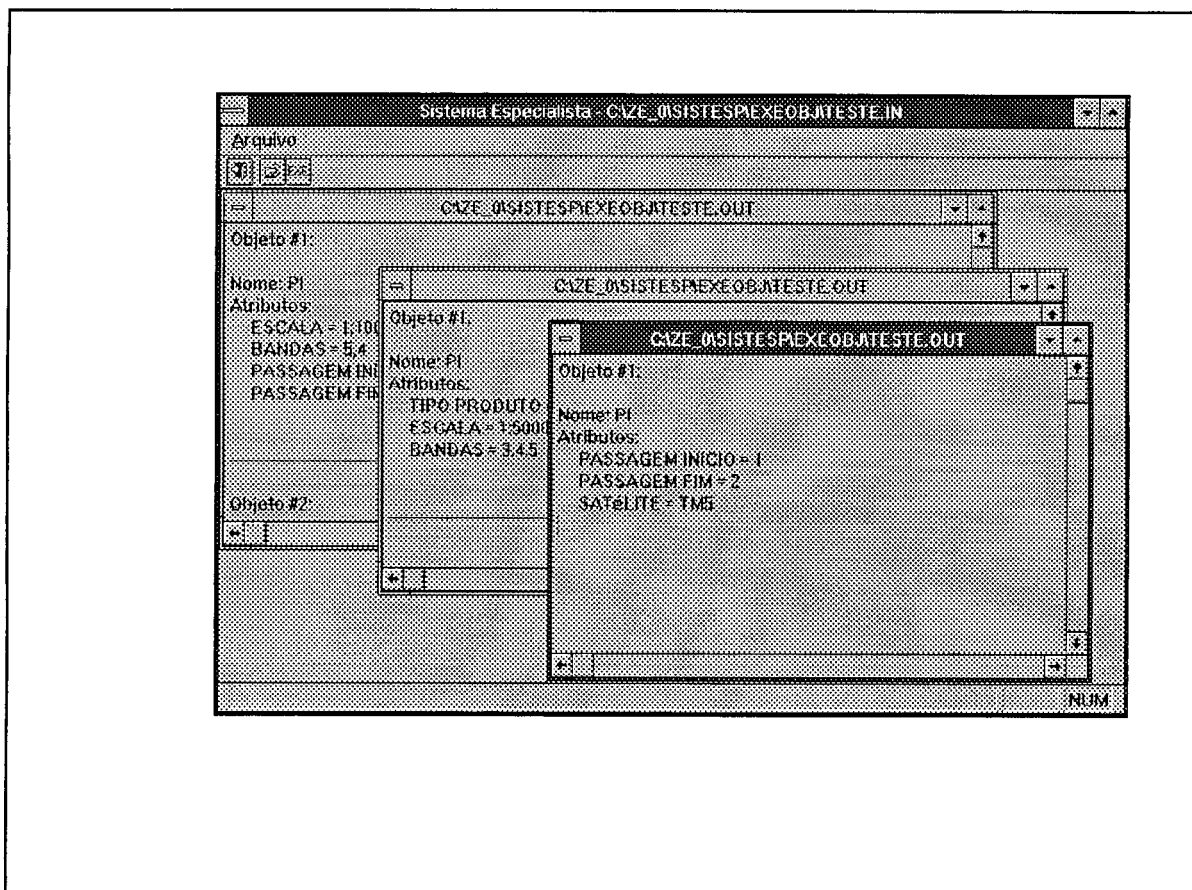 Sistema Especialista - C:\ZE_0\SISTESP\EXEOBJ\TESTE.IN
Arquivo
EXE
C:\ZE_0\SISTESP\EXEOBJ\TESTE.OUT
Objeto #1:
Nome: PI
Atributos:
ESCALA = 1:100
BANDAS = 5,4
PASSAGEM INI
PASSAGEM FIM
Objeto #2:
C:\ZE_0\SISTESP\EXEOBJ\TESTE.OUT
Objeto #1:
Nome: PI
Atributos:
TIPO PRODUTO
ESCALA = 1:5000
BANDAS = 3,4,5
C:\ZE_0\SISTESP\EXEOBJ\TESTE.OUT
Objeto #1:
Nome: PI
Atributos:
PASSAGEM INICIO = 1
PASSAGEM FIM = 2
SATéLITE = TM5
NUM